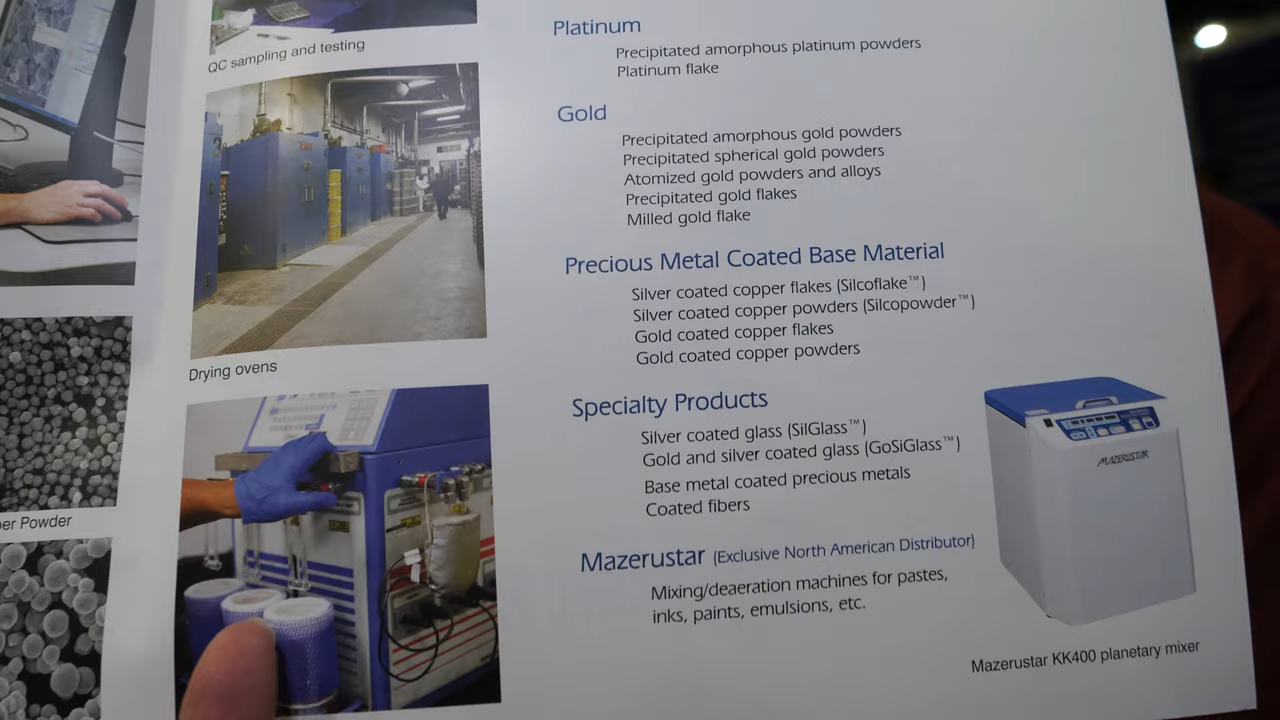 QC sampling and testing
Drying ovens
er Powder
Platinum
Precipitated amorphous platinum powders
Platinum flake
Gold
Precipitated amorphous gold powders
Precipitated spherical gold powders
Atomized gold powders and alloys
Precipitated gold flakes
Milled gold flake
Precious Metal Coated Base Material
Silver coated copper flakes (Silcoflake™)
Silver coated copper powders (Silcopowder™)
Gold coated copper flakes
Gold coated copper powders
Specialty Products
Silver coated glass (SilGlass™)
Gold and silver coated glass (GoSiGlass™)
Base metal coated precious metals
Coated fibers
Mazerustar (Exclusive North American Distributor)
Mixing/deaeration machines for pastes,
inks, paints, emulsions, etc.
MAZERUSTAR
Mazerustar KK400 planetary mixer